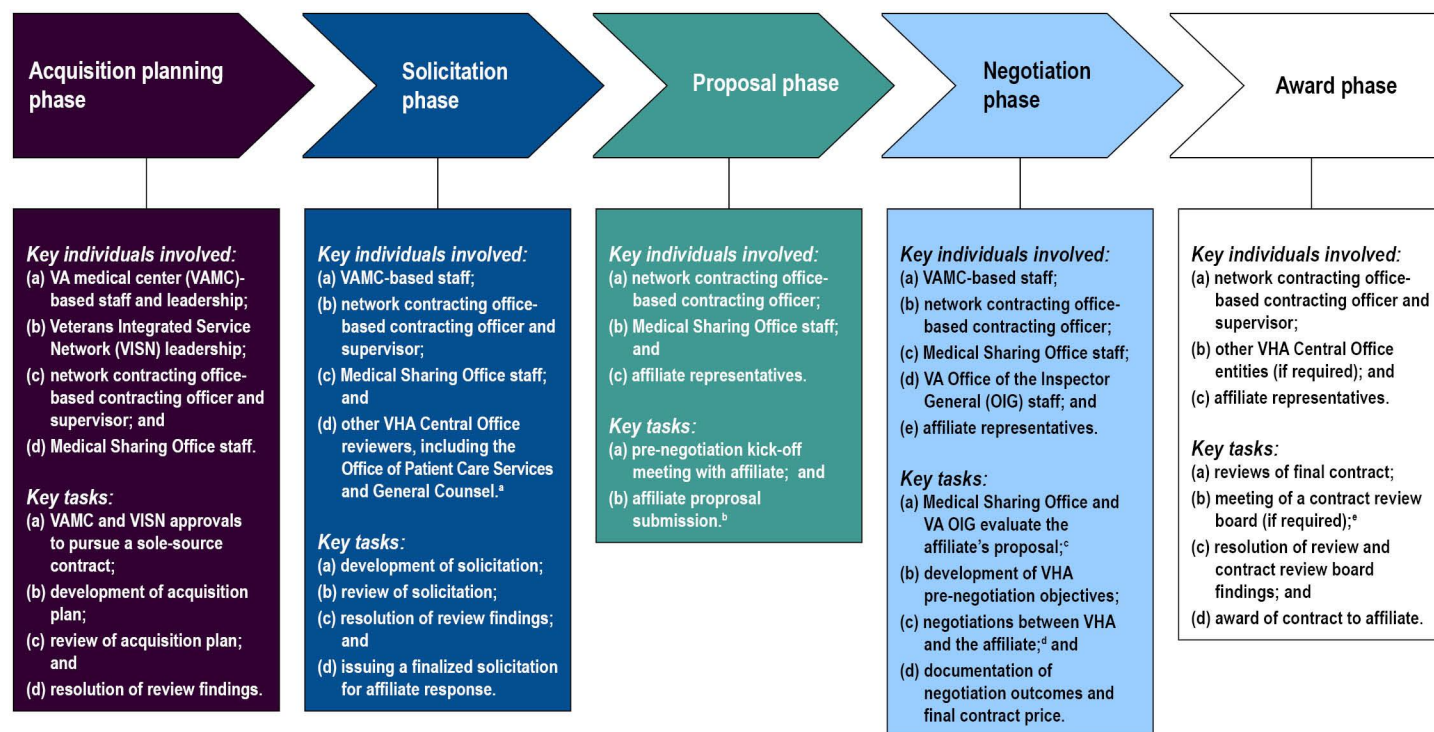 Acquisition planning
phase
Solicitation
phase
Proposal phase
Negotiation
phase
Award phase
Key individuals involved:
(a) VA medical center (VAMC)-
based staff and leadership;
(b) Veterans Integrated Service
Network (VISN) leadership;
(c) network contracting office-
based contracting officer and
supervisor; and
(d) Medical Sharing Office staff.
Key tasks:
(a) VAMC and VISN approvals
to pursue a sole-source
contract;
(b) development of acquisition
plan;
(c) review of acquisition plan;
and
(d) resolution of review findings.
Key individuals involved:
(a) VAMC-based staff;
(b) network contracting office-
based contracting officer and
supervisor;
(c) Medical Sharing Office staff;
and
(d) other VHA Central Office
reviewers, including the
Office of Patient Care Services
and General Counsel.ᵃ
Key tasks:
(a) development of solicitation;
(b) review of solicitation;
(c) resolution of review findings;
and
(d) issuing a finalized solicitation
for affiliate response.
Key individuals involved:
(a) network contracting office-
based contracting officer;
(b) Medical Sharing Office staff;
and
(c) affiliate representatives.
Key tasks:
(a) pre-negotiation kick-off
meeting with affiliate; and
(b) affiliate proprosal
submission.ᵇ
Key individuals involved:
(a) VAMC-based staff;
(b) network contracting office-
based contracting officer;
(c) Medical Sharing Office staff;
(d) VA Office of the Inspector
General (OIG) staff; and
(e) affiliate representatives.
Key tasks:
(a) Medical Sharing Office and
VA OIG evaluate the
affiliate's proposal;ᶜ
(b) development of VHA
pre-negotiation objectives;
(c) negotiations between VHA
and the affiliate;ᵈ and
(d) documentation of
negotiation outcomes and
final contract price.
Key individuals involved:
(a) network contracting office-
based contracting officer and
supervisor;
(b) other VHA Central Office
entities (if required); and
(c) affiliate representatives.
Key tasks:
(a) reviews of final contract;
(b) meeting of a contract review
board (if required);ᵉ
(c) resolution of review and
contract review board
findings; and
(d) award of contract to affiliate.